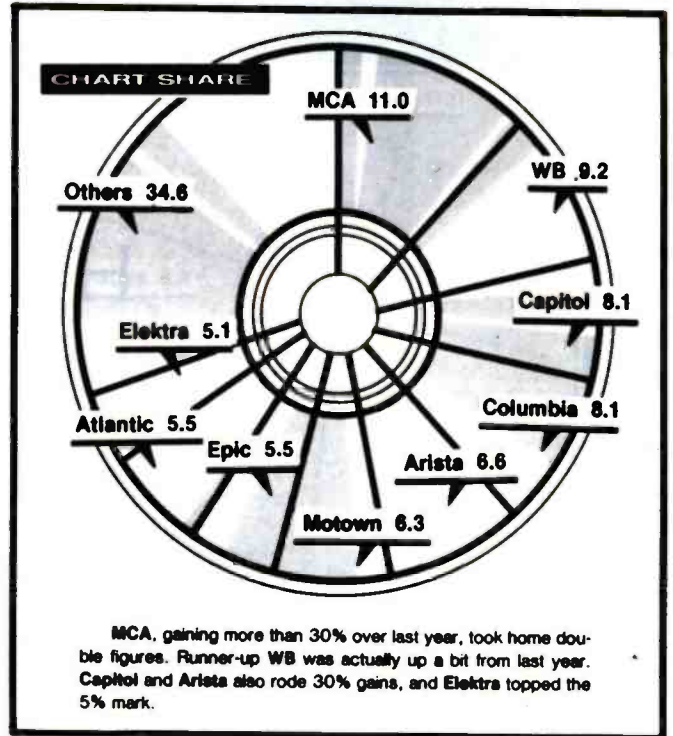 CHART SHARE
MCA 11.0
WB 9.2
Capitol 8.1
Columbia 8.1
Arista 6.6
Motown 6.3
Epic 5.5
Atlantic 5.5
Elektra 5.1
Others 34.6
MCA, gaining more than 30% over last year, took home dou-
ble figures. Runner-up WB was actually up a bit from last year.
Capitol and Arista also rode 30% gains, and Elektra topped the
5% mark.